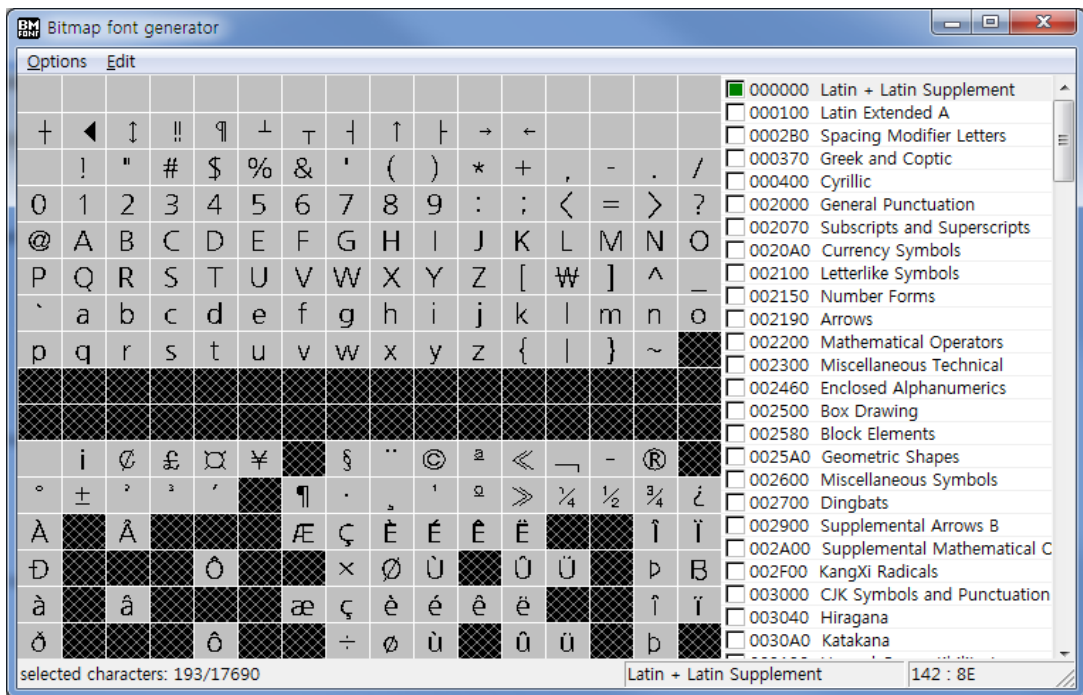 Bitmap font generator
Options Edit
┼ ◀ ↕ ‼ ¶ ┴ ┬ ┤ ↑ ├ → ←
! " # $ % & ' ( ) * + , - . /
0 1 2 3 4 5 6 7 8 9 : ; < = > ?
@ A B C D E F G H I J K L M N O
P Q R S T U V W X Y Z [ ₩ ] ^ _
` a b c d e f g h i j k l m n o
p q r s t u v w x y z { | } ~
¡ ₡ £ ¤ ¥ § ¨ © ª ≪ ¬ - ®
° ± ² ³ ´ ¶ · ¸ ¹ º ≫ ¼ ½ ¾ ¿
À Â Æ Ç È É Ê Ë Î Ï
Ð Ô × Ø Ù Û Ü Þ ß
à â æ ç è é ê ë î ï
ð ô ÷ ø ù û ü þ
000000 Latin + Latin Supplement
000100 Latin Extended A
0002B0 Spacing Modifier Letters
000370 Greek and Coptic
000400 Cyrillic
002000 General Punctuation
002070 Subscripts and Superscripts
0020A0 Currency Symbols
002100 Letterlike Symbols
002150 Number Forms
002190 Arrows
002200 Mathematical Operators
002300 Miscellaneous Technical
002460 Enclosed Alphanumerics
002500 Box Drawing
002580 Block Elements
0025A0 Geometric Shapes
002600 Miscellaneous Symbols
002700 Dingbats
002900 Supplemental Arrows B
002A00 Supplemental Mathematical
002F00 KangXi Radicals
003000 CJK Symbols and Punctuation
003040 Hiragana
0030A0 Katakana
selected characters: 193/17690
Latin + Latin Supplement
142 : 8E